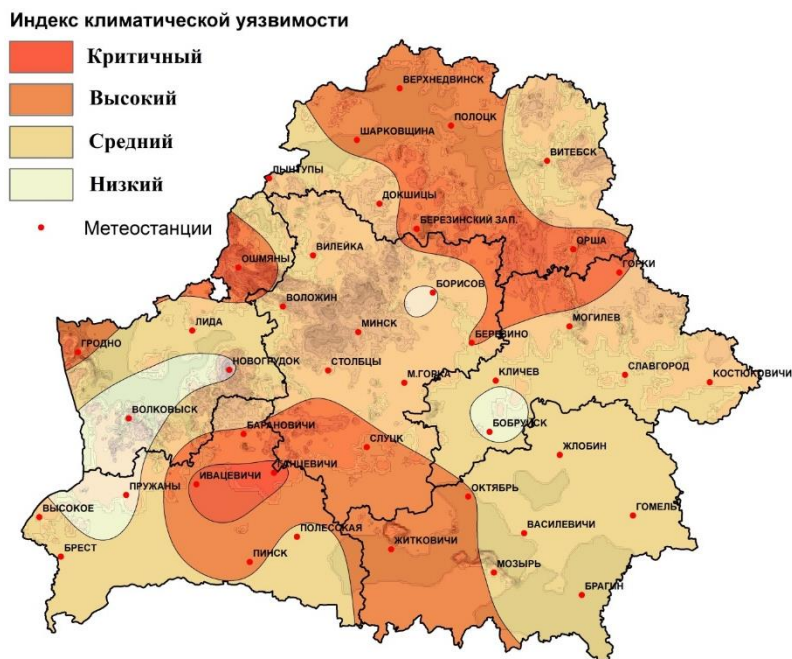 Индекс климатической уязвимости
Критичный
Высокий
Средний
Низкий
Метеостанции
ВЕРХНЕДВИНСК
ПОЛОЦК
ШАРКОВЩИНА
ВИТЕБСК
ЛЫНТУПЫ
ДОКШИЦЫ
БЕРЕЗИНСКИЙ ЗАП.
ОРША
ВИЛЕЙКА
ОШМЯНЫ
ГОРКИ
БОРИСОВ
ВОЛОЖИН
МОГИЛЕВ
ЛИДА
МИНСК
БЕРЕЗИНО
ГРОДНО
НОВОГРУДОК
СТОЛБЦЫ
М.ГОРКА
КЛИЧЕВ
СЛАВГОРОД
КОСТЮКОВИЧИ
ВОЛКОВЫСК
БАРАНОВИЧИ
СЛУЦК
БОБРУЙСК
ЖЛОБИН
ГАНЦЕВИЧИ
ИВАЦЕВИЧИ
ПРУЖАНЫ
ОКТЯБРЬ
ВЫСОКОЕ
ГОМЕЛЬ
ПОЛЕССКАЯ
ВАСИЛЕВИЧИ
БРЕСТ
ПИНСК
ЖИТКОВИЧИ
МОЗЫРЬ
БРАГИН